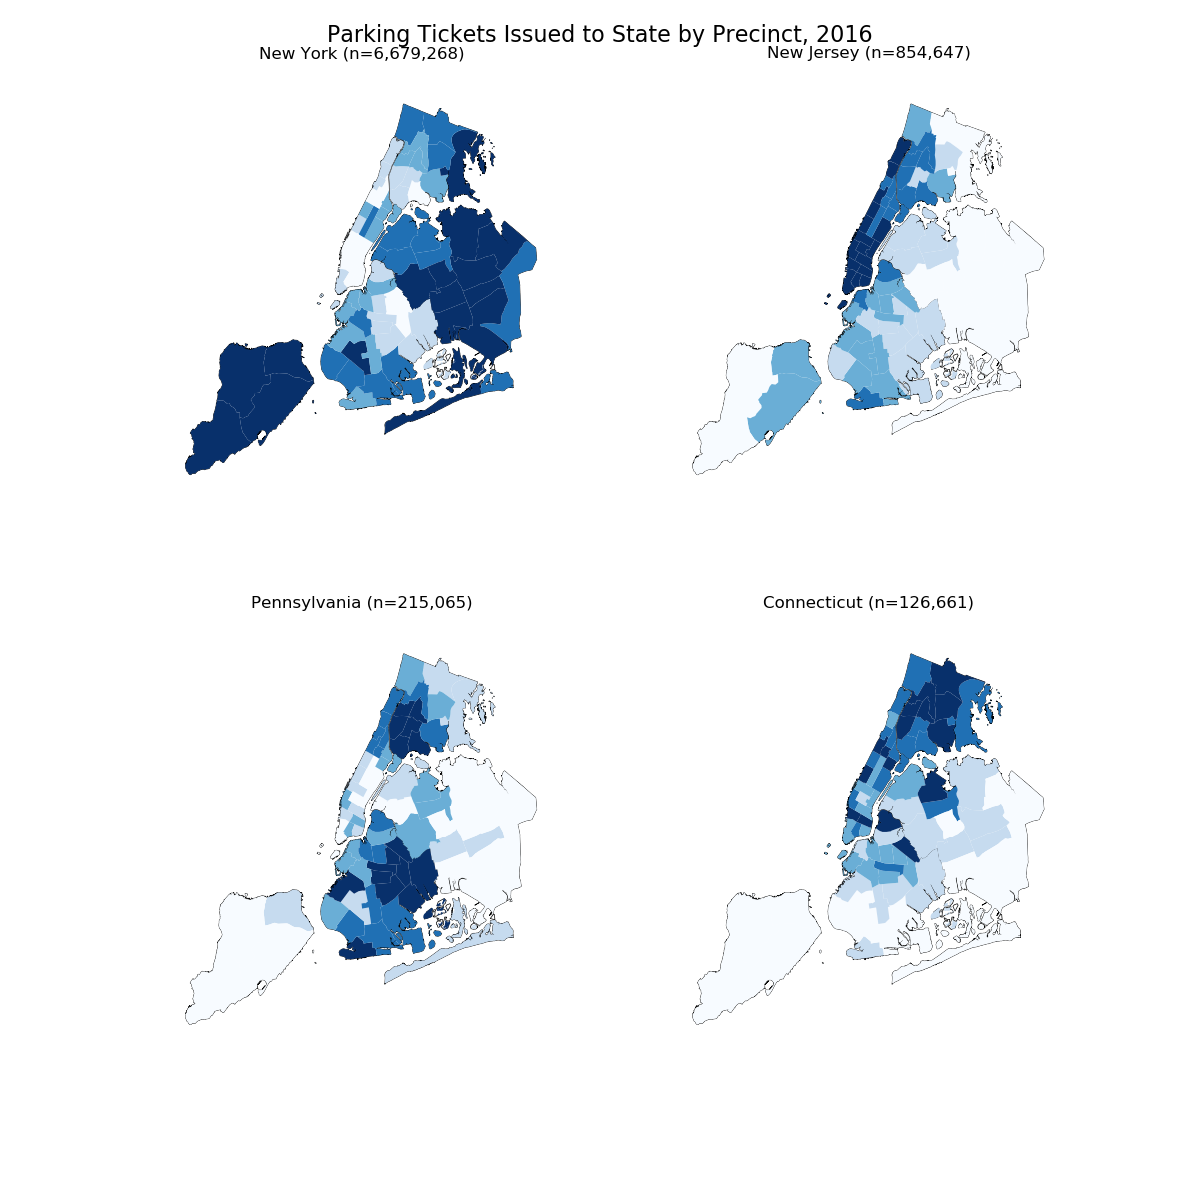 Parking Tickets Issued to State by Precinct, 2016
New York (n=6,679,268)
New Jersey (n=854,647)
Pennsylvania (n=215,065)
Connecticut (n=126,661)